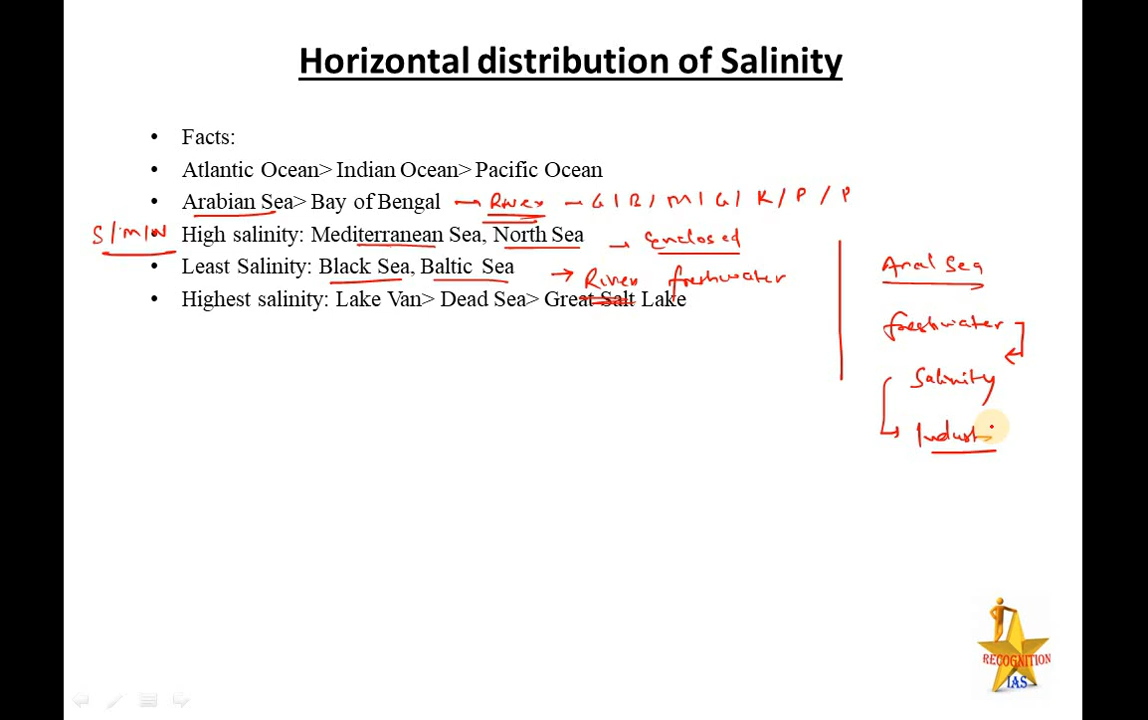 Horizontal distribution of Salinity
• Facts:
• Atlantic Ocean> Indian Ocean> Pacific Ocean
• Arabian Sea> Bay of Bengal → River – G / B / M / G / K / P / P
S/M/N High salinity: Mediterranean Sea, North Sea → Enclosed
• Least Salinity: Black Sea, Baltic Sea → River freshwater
• Highest salinity: Lake Van> Dead Sea> Great Salt Lake
Aral Sea
freshwater
Salinity
RECOGNITION
IAS